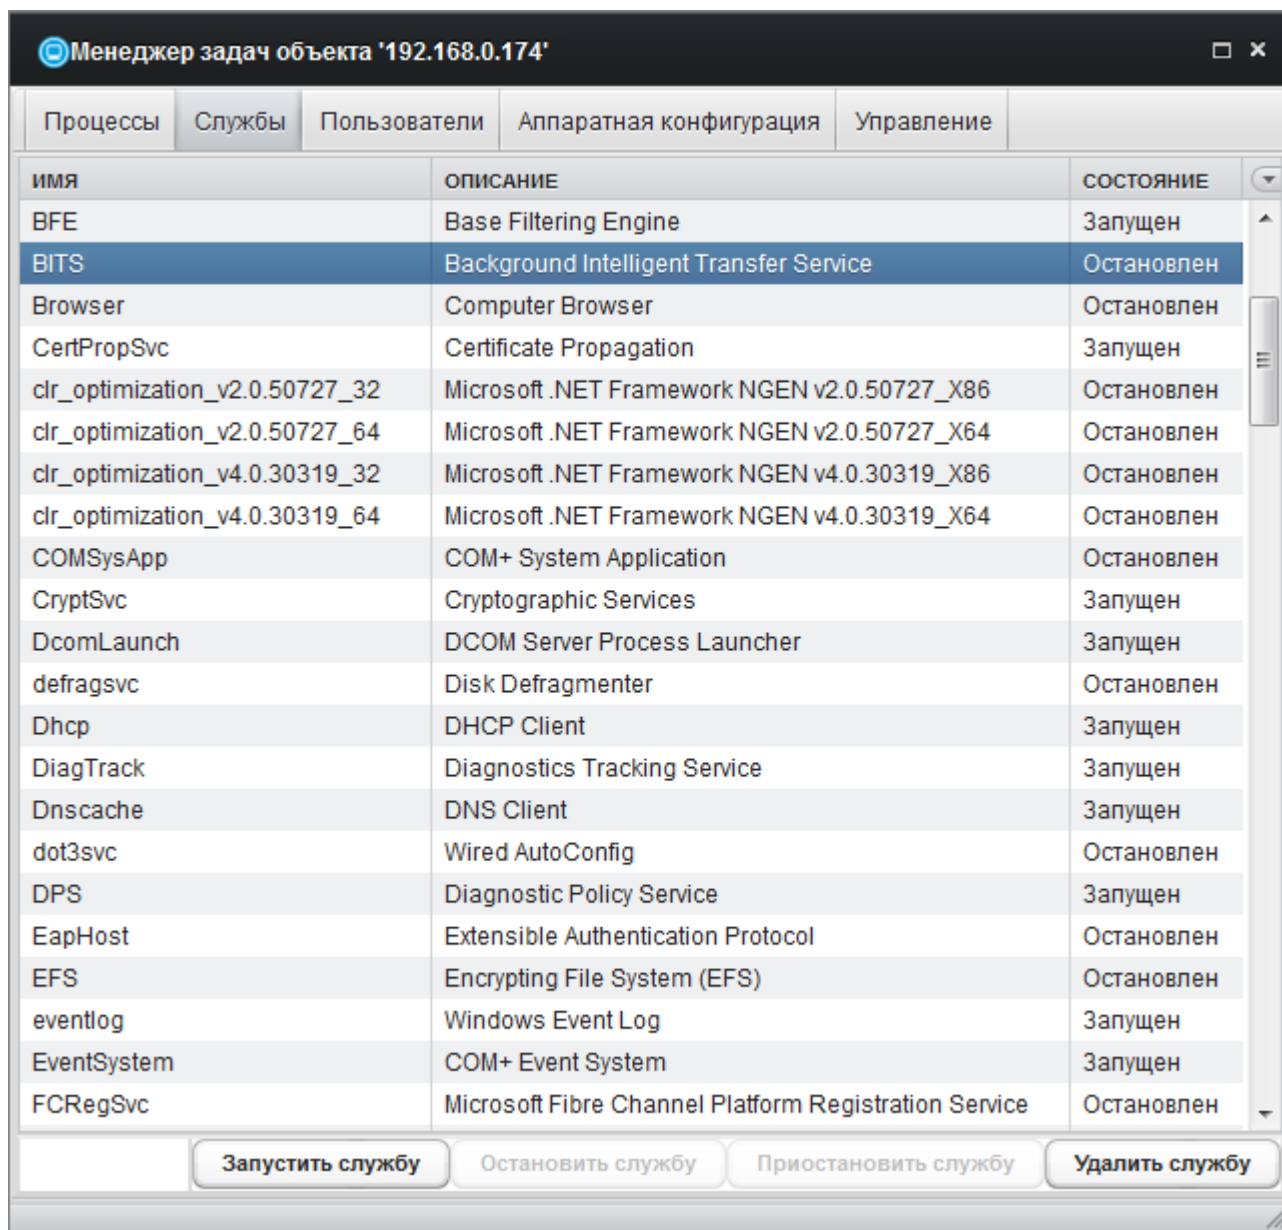 Менеджер задач объекта '192.168.0.174'
Процессы Службы Пользователи Аппаратная конфигурация Управление
ИМЯ ОПИСАНИЕ СОСТОЯНИЕ
BFE Base Filtering Engine Запущен
BITS Background Intelligent Transfer Service Остановлен
Browser Computer Browser Остановлен
CertPropSvc Certificate Propagation Запущен
clr_optimization_v2.0.50727_32 Microsoft .NET Framework NGEN v2.0.50727_X86 Остановлен
clr_optimization_v2.0.50727_64 Microsoft .NET Framework NGEN v2.0.50727_X64 Остановлен
clr_optimization_v4.0.30319_32 Microsoft .NET Framework NGEN v4.0.30319_X86 Остановлен
clr_optimization_v4.0.30319_64 Microsoft .NET Framework NGEN v4.0.30319_X64 Остановлен
COMSysApp COM+ System Application Остановлен
CryptSvc Cryptographic Services Запущен
DcomLaunch DCOM Server Process Launcher Запущен
defragsvc Disk Defragmenter Остановлен
Dhcp DHCP Client Запущен
DiagTrack Diagnostics Tracking Service Запущен
Dnscache DNS Client Запущен
dot3svc Wired AutoConfig Остановлен
DPS Diagnostic Policy Service Запущен
EapHost Extensible Authentication Protocol Остановлен
EFS Encrypting File System (EFS) Остановлен
eventlog Windows Event Log Запущен
EventSystem COM+ Event System Запущен
FCRegSvc Microsoft Fibre Channel Platform Registration Service Остановлен
Запустить службу Остановить службу Приостановить службу Удалить службу